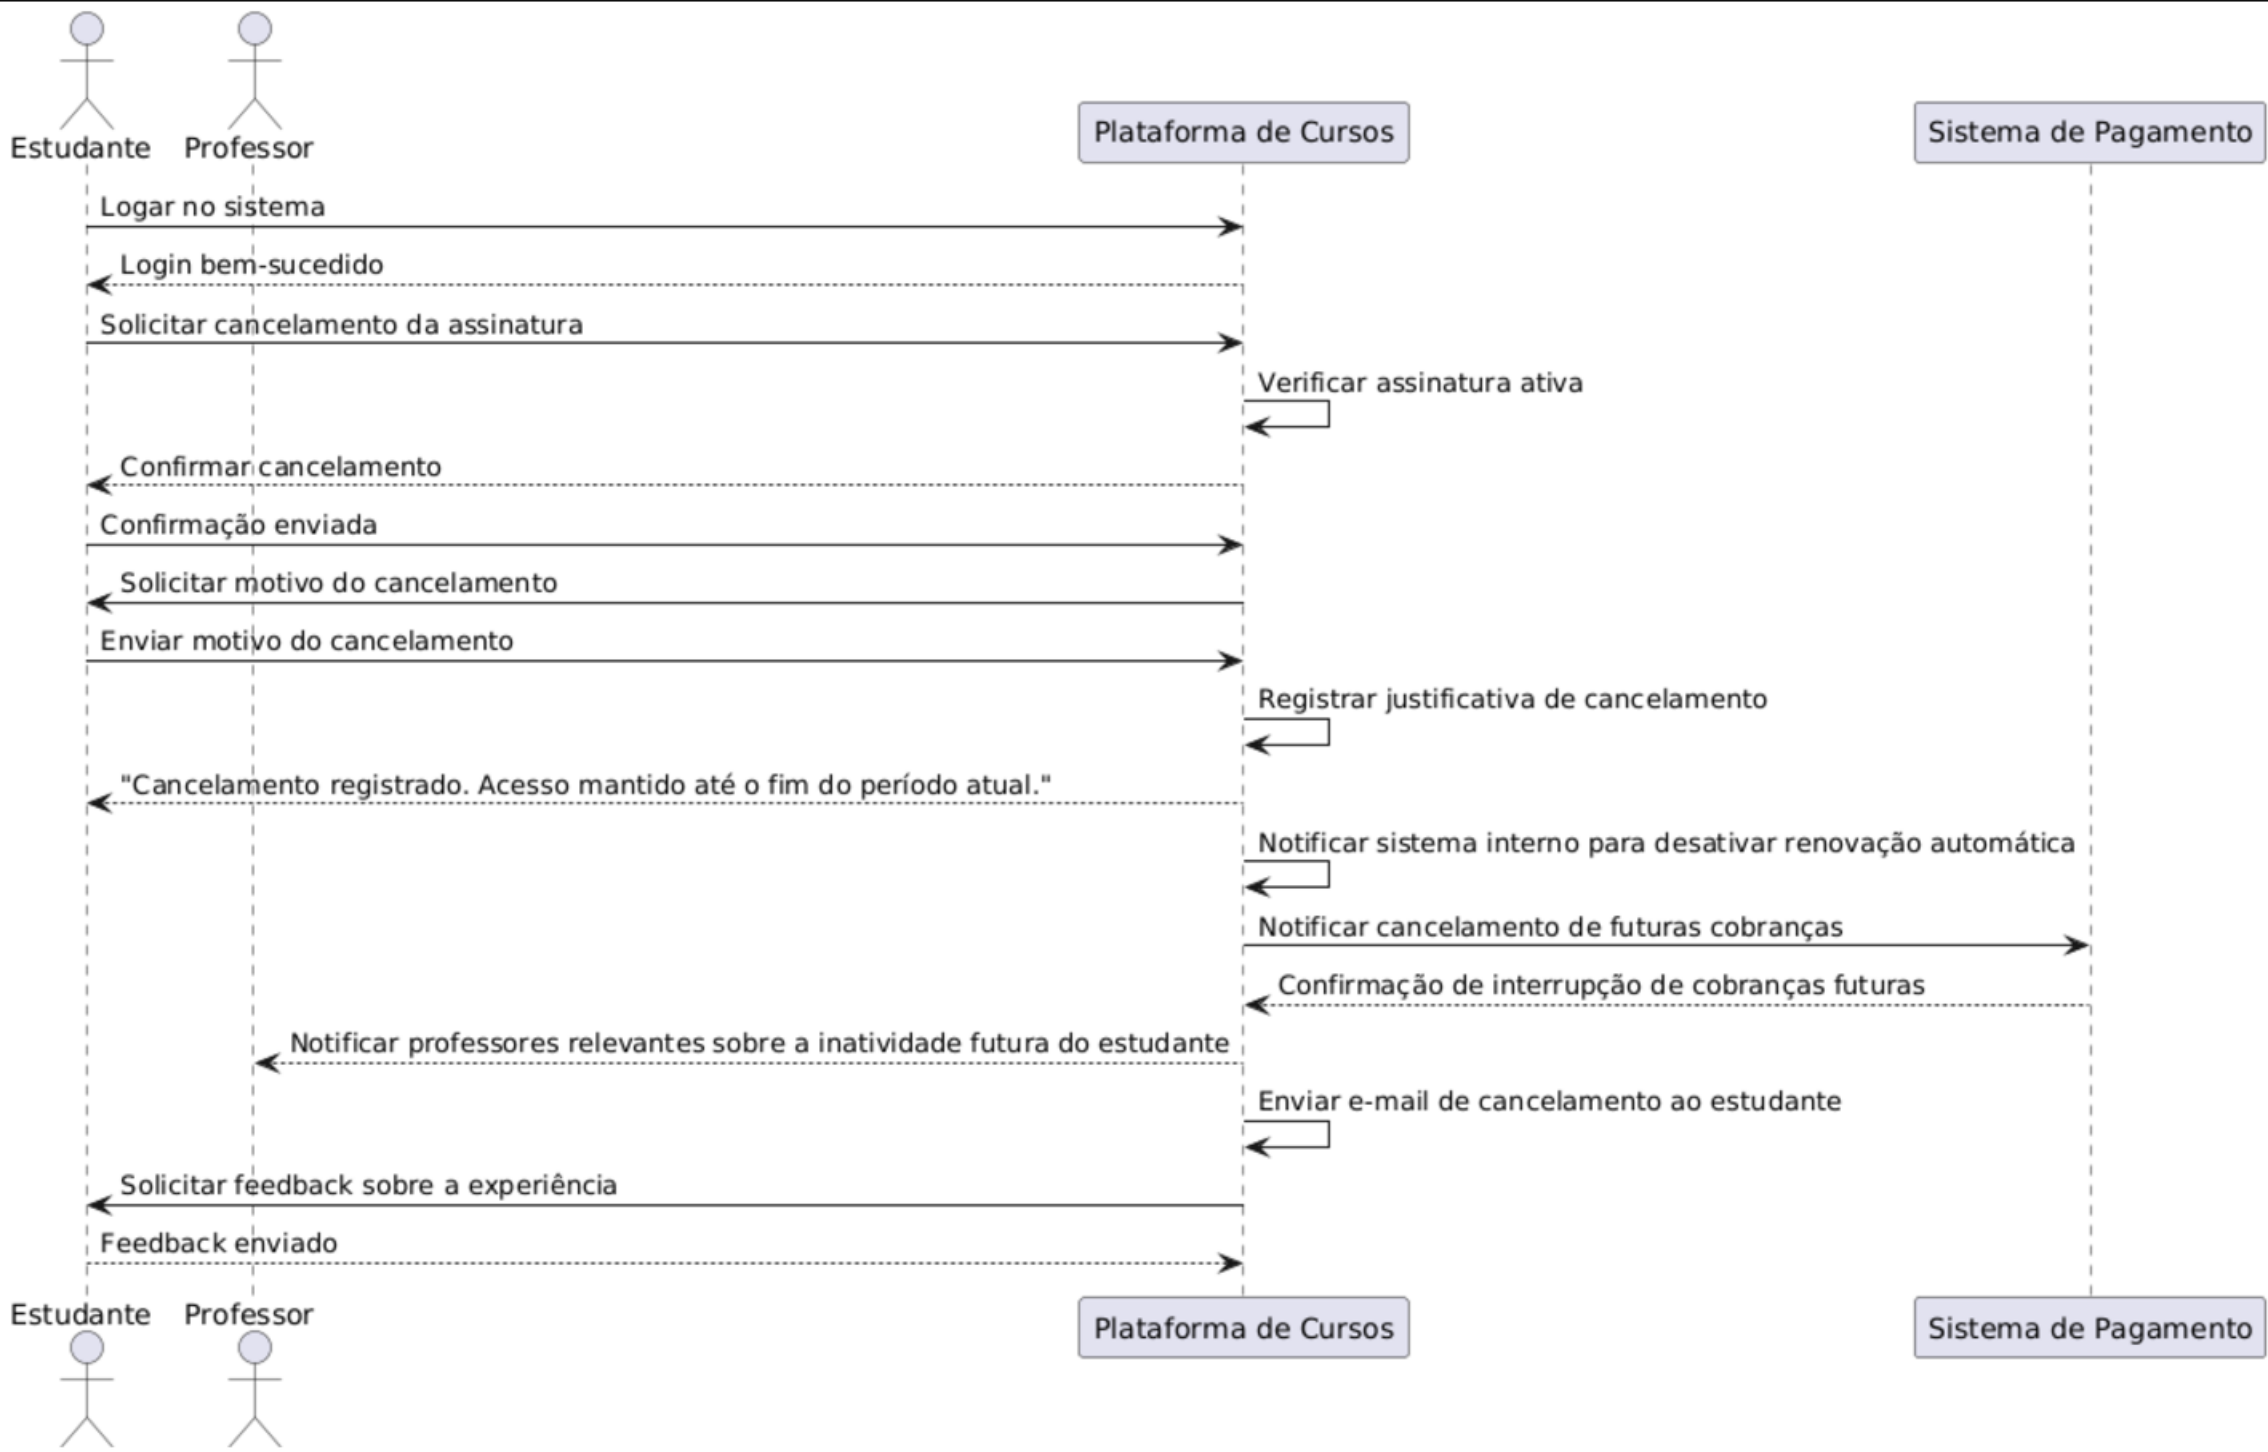 Estudante
Professor
Plataforma de Cursos
Sistema de Pagamento
Logar no sistema
Login bem-sucedido
Solicitar cancelamento da assinatura
Verificar assinatura ativa
Confirmar cancelamento
Confirmação enviada
Solicitar motivo do cancelamento
Enviar motivo do cancelamento
Registrar justificativa de cancelamento
"Cancelamento registrado. Acesso mantido até o fim do período atual."
Notificar sistema interno para desativar renovação automática
Notificar cancelamento de futuras cobranças
Confirmação de interrupção de cobranças futuras
Notificar professores relevantes sobre a inatividade futura do estudante
Enviar e-mail de cancelamento ao estudante
Solicitar feedback sobre a experiência
Feedback enviado
Estudante
Professor
Plataforma de Cursos
Sistema de Pagamento